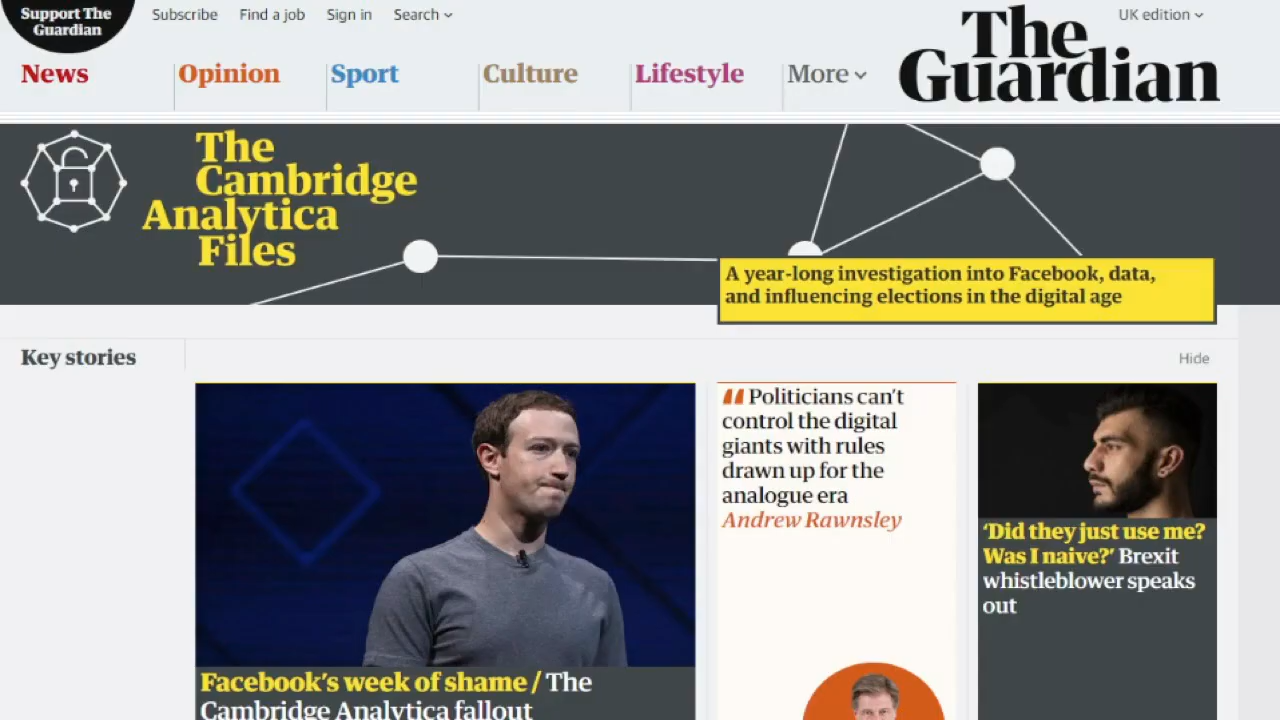 Support The
Guardian
Subscribe
Find a job
Sign in
Search
UK edition
The
Guardian
News
Opinion
Sport
Culture
Lifestyle
More
The
Cambridge
Analytica
Files
A year-long investigation into Facebook, data,
and influencing elections in the digital age
Key stories
Hide
Facebook’s week of shame / The
Cambridge Analytica fallout
Politicians can’t
control the digital
giants with rules
drawn up for the
analogue era
Andrew Rawnsley
‘Did they just use me?
Was I naive?’ Brexit
whistleblower speaks
out